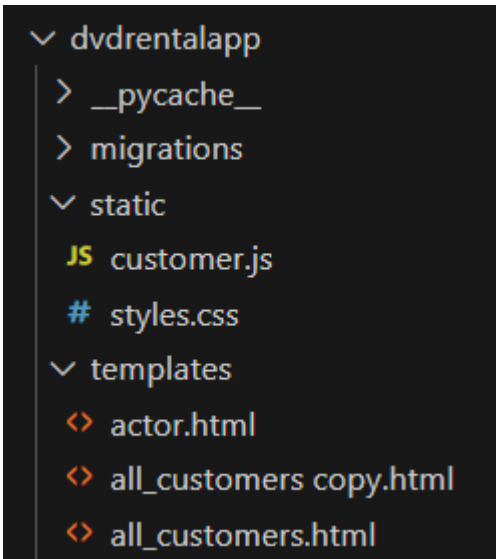 dvdrentalapp
__pycache__
migrations
static
JS customer.js
# styles.css
templates
<> actor.html
<> all_customers copy.html
<> all_customers.html